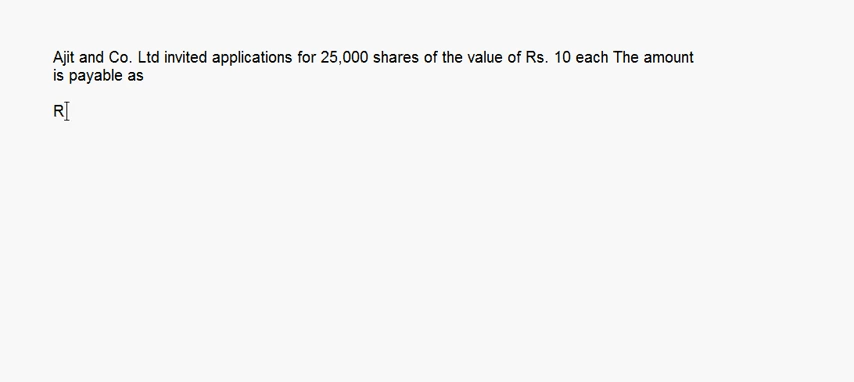 Ajit and Co. Ltd invited applications for 25,000 shares of the value of Rs. 10 each The amount
is payable as
R